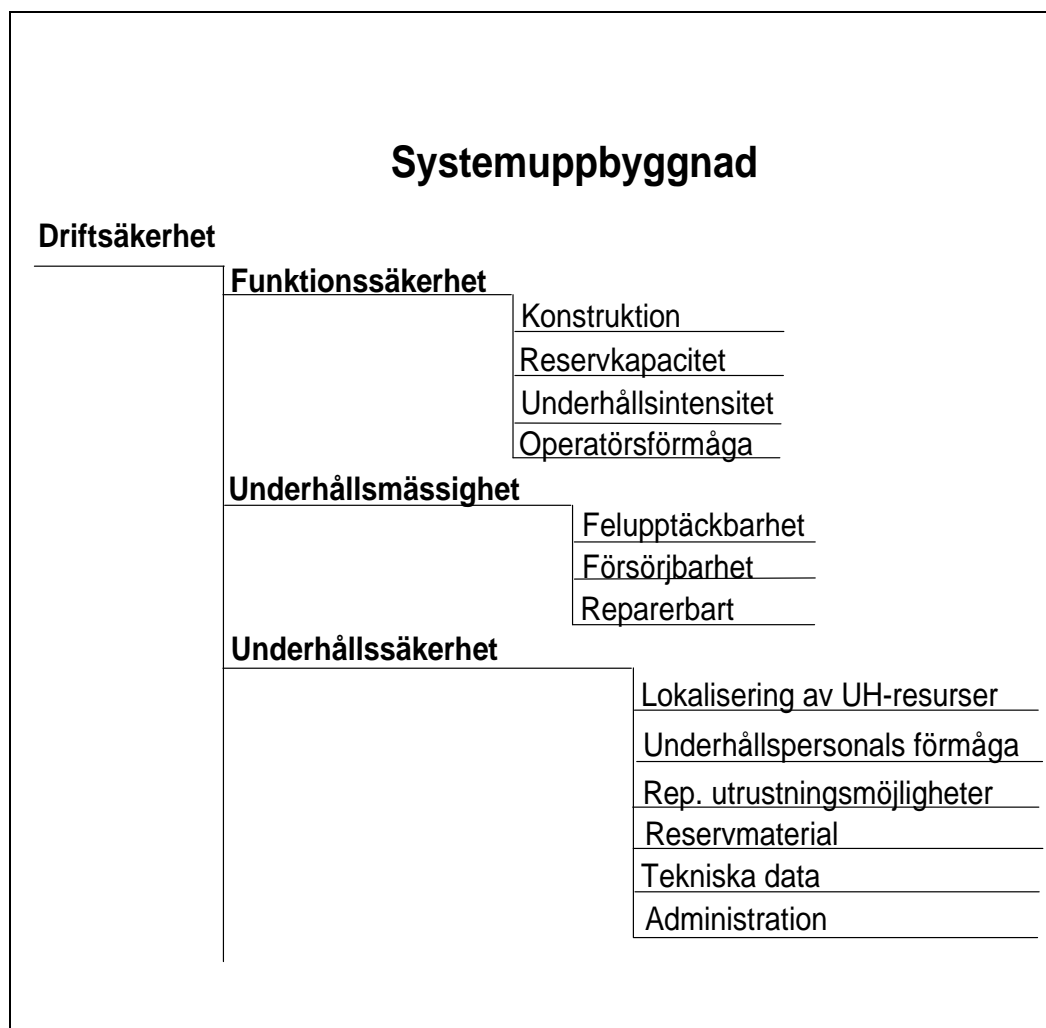 Systemuppbyggnad
Driftsäkerhet
Funktionssäkerhet
Konstruktion
Reservkapacitet
Underhållsintensitet
Operatörsförmåga
Underhållsmässighet
Felupptäckbarhet
Försörjbarhet
Reparerbart
Underhållssäkerhet
Lokalisering av UH-resurser
Underhållspersonals förmåga
Rep. utrustningsmöjligheter
Reservmaterial
Tekniska data
Administration